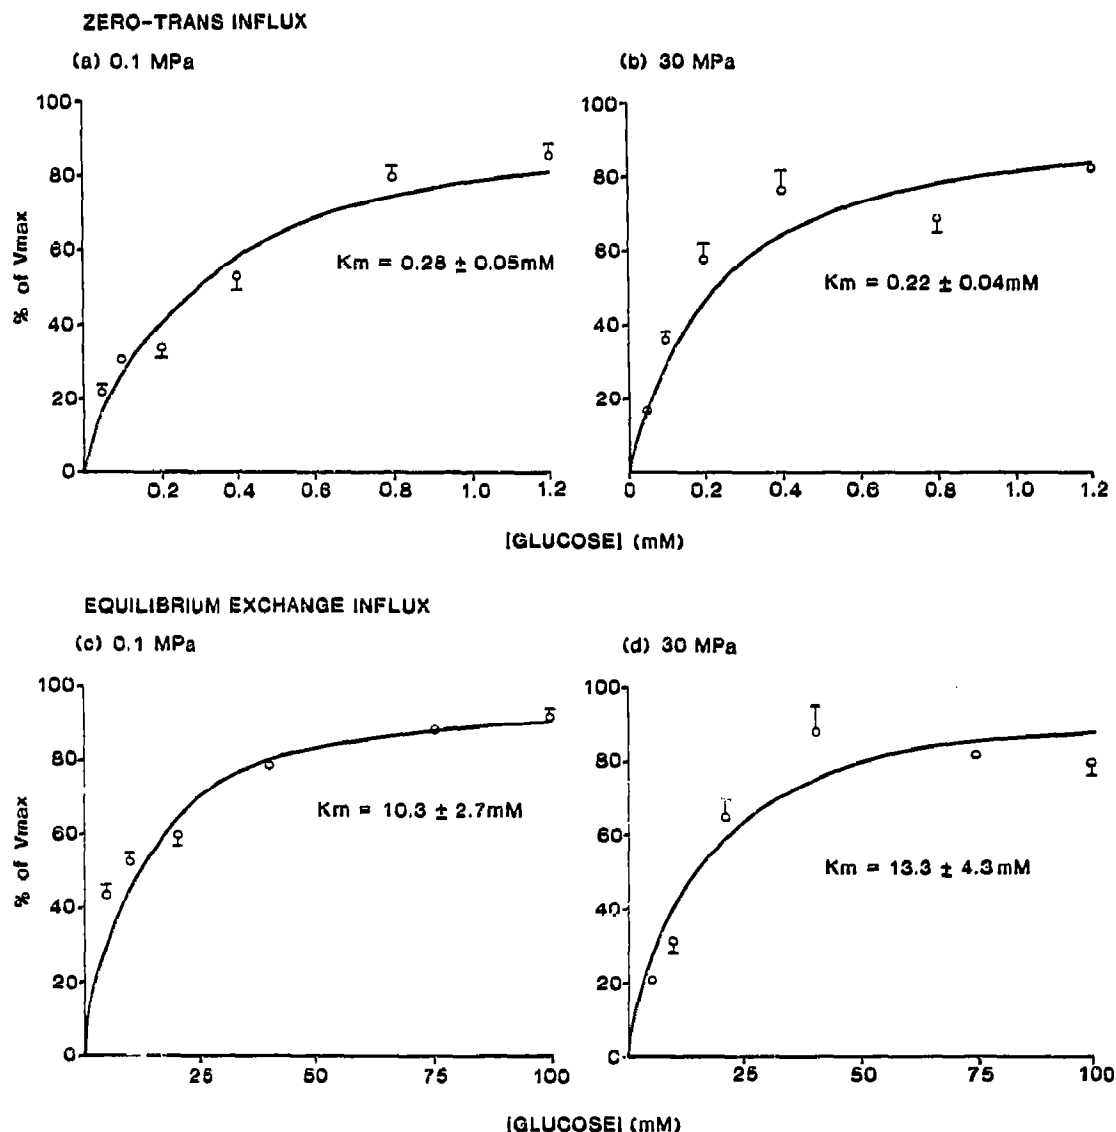 ZERO-TRANS INFLUX
(a) 0.1 MPa
(b) 30 MPa
% of Vmax
100
80
60
40
20
0
Km = 0.28 ± 0.05mM
0.2 0.4 0.6 0.8 1.0 1.2
100
80
60
40
20
Km = 0.22 ± 0.04mM
0 0.2 0.4 0.6 0.8 1.0 1.2
[GLUCOSE] (mM)
EQUILIBRIUM EXCHANGE INFLUX
(c) 0.1 MPa
(d) 30 MPa
% of Vmax
100
80
60
40
20
0
Km = 10.3 ± 2.7mM
25 50 75 100
100
80
60
40
20
0
Km = 13.3 ± 4.3mM
25 50 75 100
[GLUCOSE] (mM)